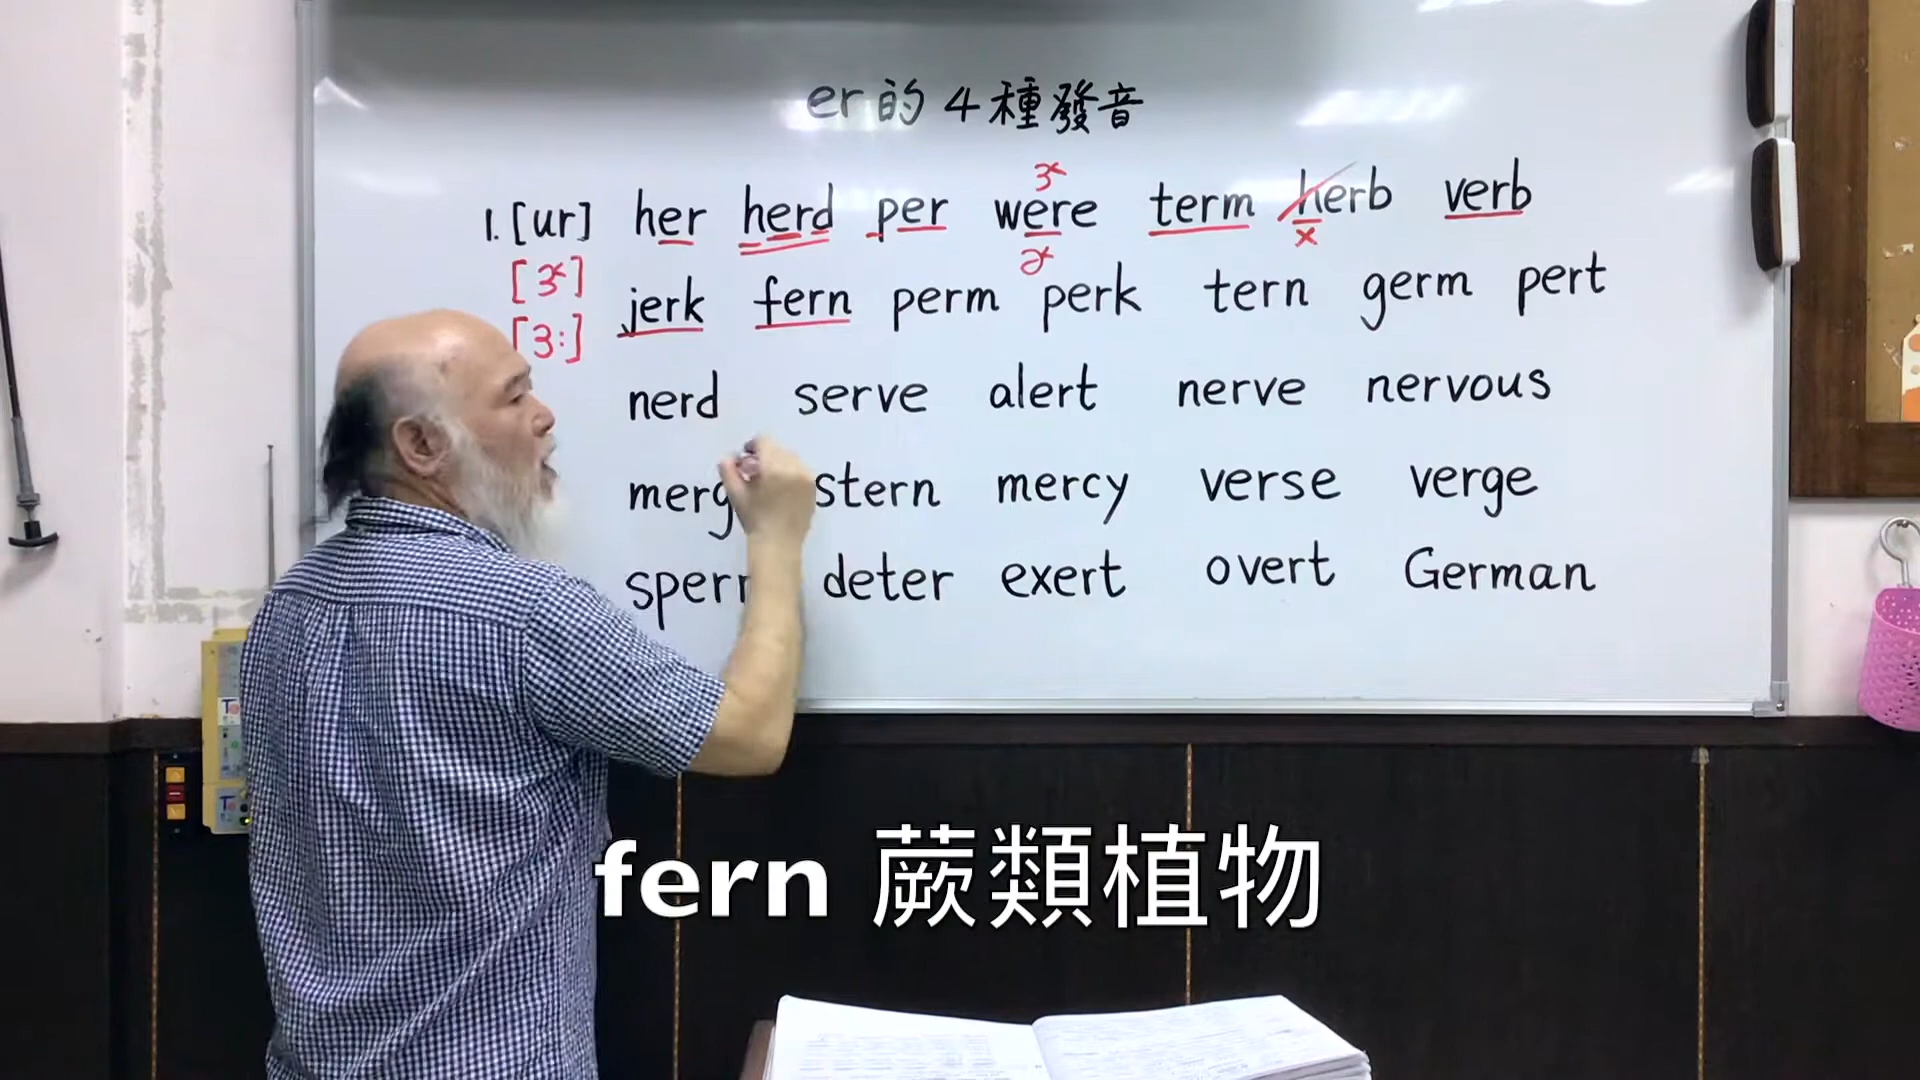 er的4種發音
ɝ
1. [ur] her herd per were term herb verb
x
ɚ
[ɝ]
jerk fern perm perk tern germ pert
[ɜ:]
nerd serve alert nerve nervous
stern mercy verse verge
deter exert overt German
fern 蕨類植物